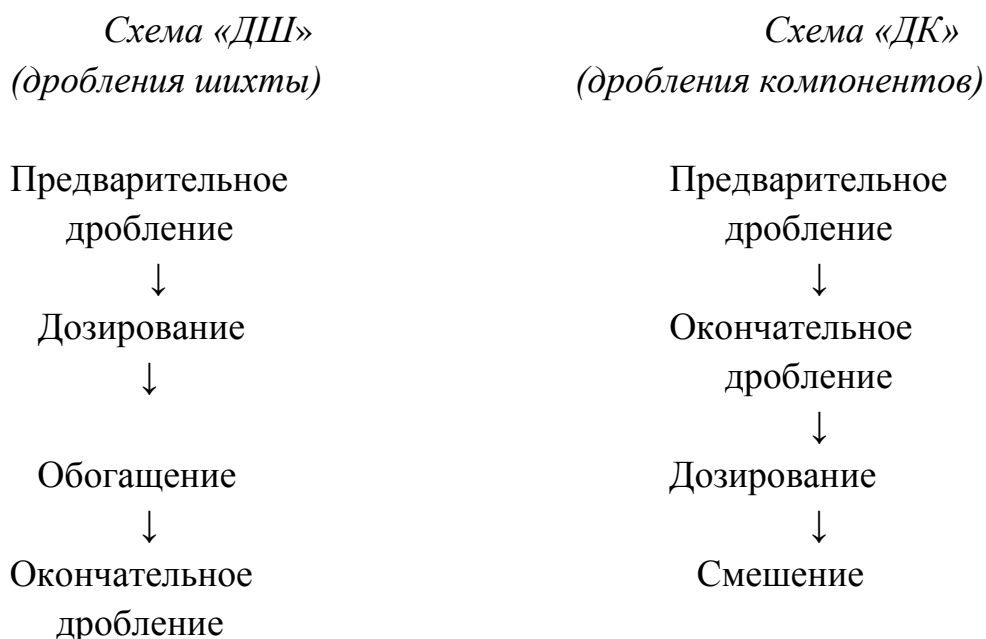 Схема «ДШ»
(дробления шихты)
Предварительное
дробление
↓
Дозирование
↓
Обогащение
↓
Окончательное
дробление
Схема «ДК»
(дробления компонентов)
Предварительное
дробление
↓
Окончательное
дробление
↓
Дозирование
↓
Смешение